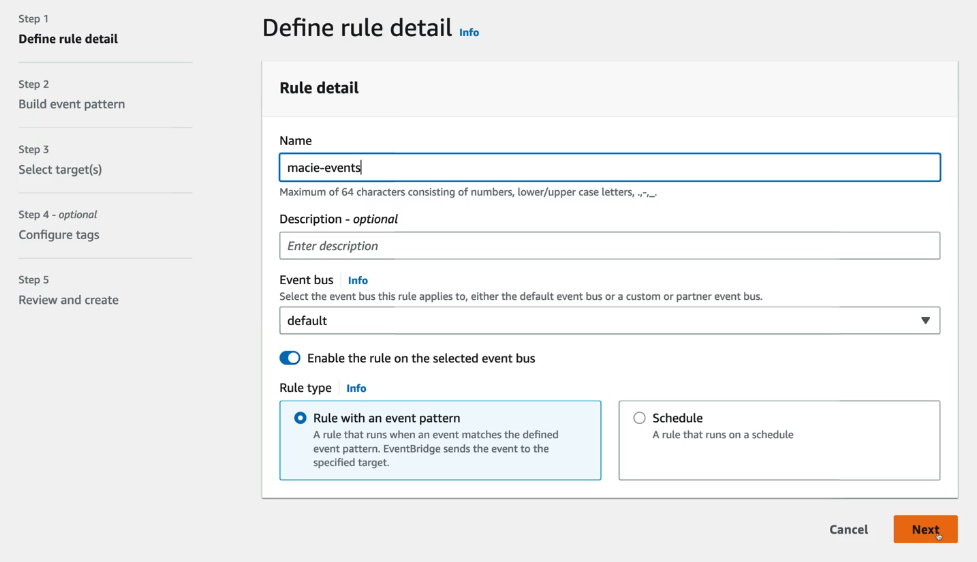 Step 1
Define rule detail
Step 2
Build event pattern
Step 3
Select target(s)
Step 4 - optional
Configure tags
Step 5
Review and create
Define rule detail Info
Rule detail
Name
macie-events
Maximum of 64 characters consisting of numbers, lower/upper case letters, .,-,_.
Description - optional
Enter description
Event bus Info
Select the event bus this rule applies to, either the default event bus or a custom or partner event bus.
default
Enable the rule on the selected event bus
Rule type Info
Rule with an event pattern
A rule that runs when an event matches the defined
event pattern. EventBridge sends the event to the
specified target.
Schedule
A rule that runs on a schedule
Cancel
Next